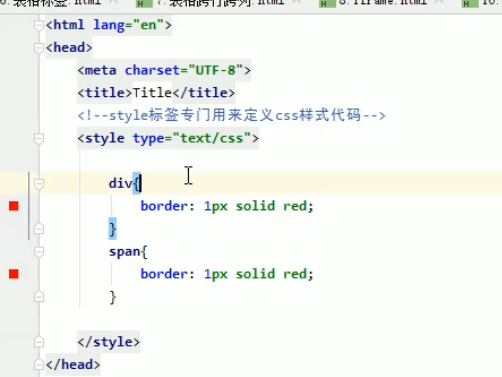 6.表格标签.html
7.表格跨行跨列.html
8.iframe.html
10.
<html lang="en">
<head>
<meta charset="UTF-8">
<title>Title</title>
<!--style标签专门用来定义css样式代码-->
<style type="text/css">
div{
border: 1px solid red;
}
span{
border: 1px solid red;
}
</style>
</head>